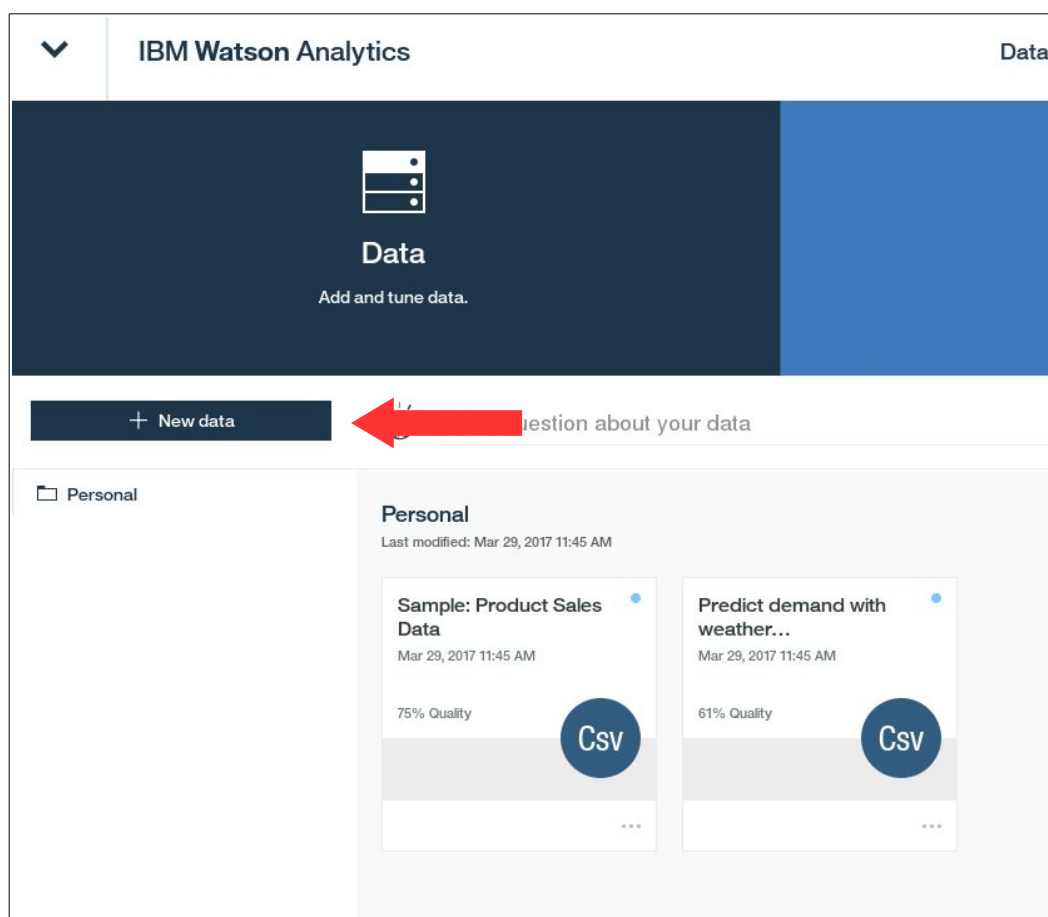 IBM Watson Analytics
Data
Data
Add and tune data.
+ New data
uestion about your data
Personal
Personal
Last modified: Mar 29, 2017 11:45 AM
Sample: Product Sales
Data
Mar 29, 2017 11:45 AM
75% Quality
Csv
Predict demand with
weather...
Mar 29, 2017 11:45 AM
61% Quality
Csv